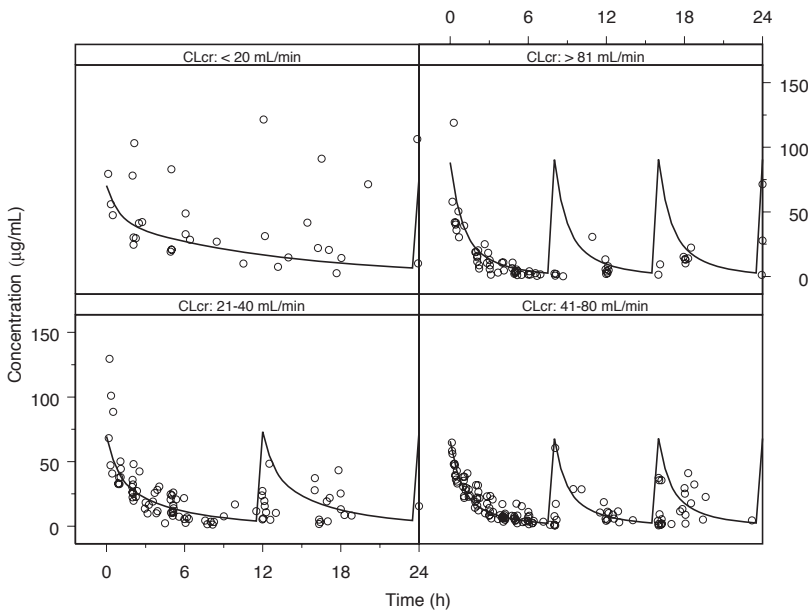 0 6 12 18 24
CLcr: < 20 mL/min
CLcr: > 81 mL/min
150
100
50
0
CLcr: 21-40 mL/min
CLcr: 41-80 mL/min
150
100
50
0
Concentration (μg/mL)
0 6 12 18 24
Time (h)